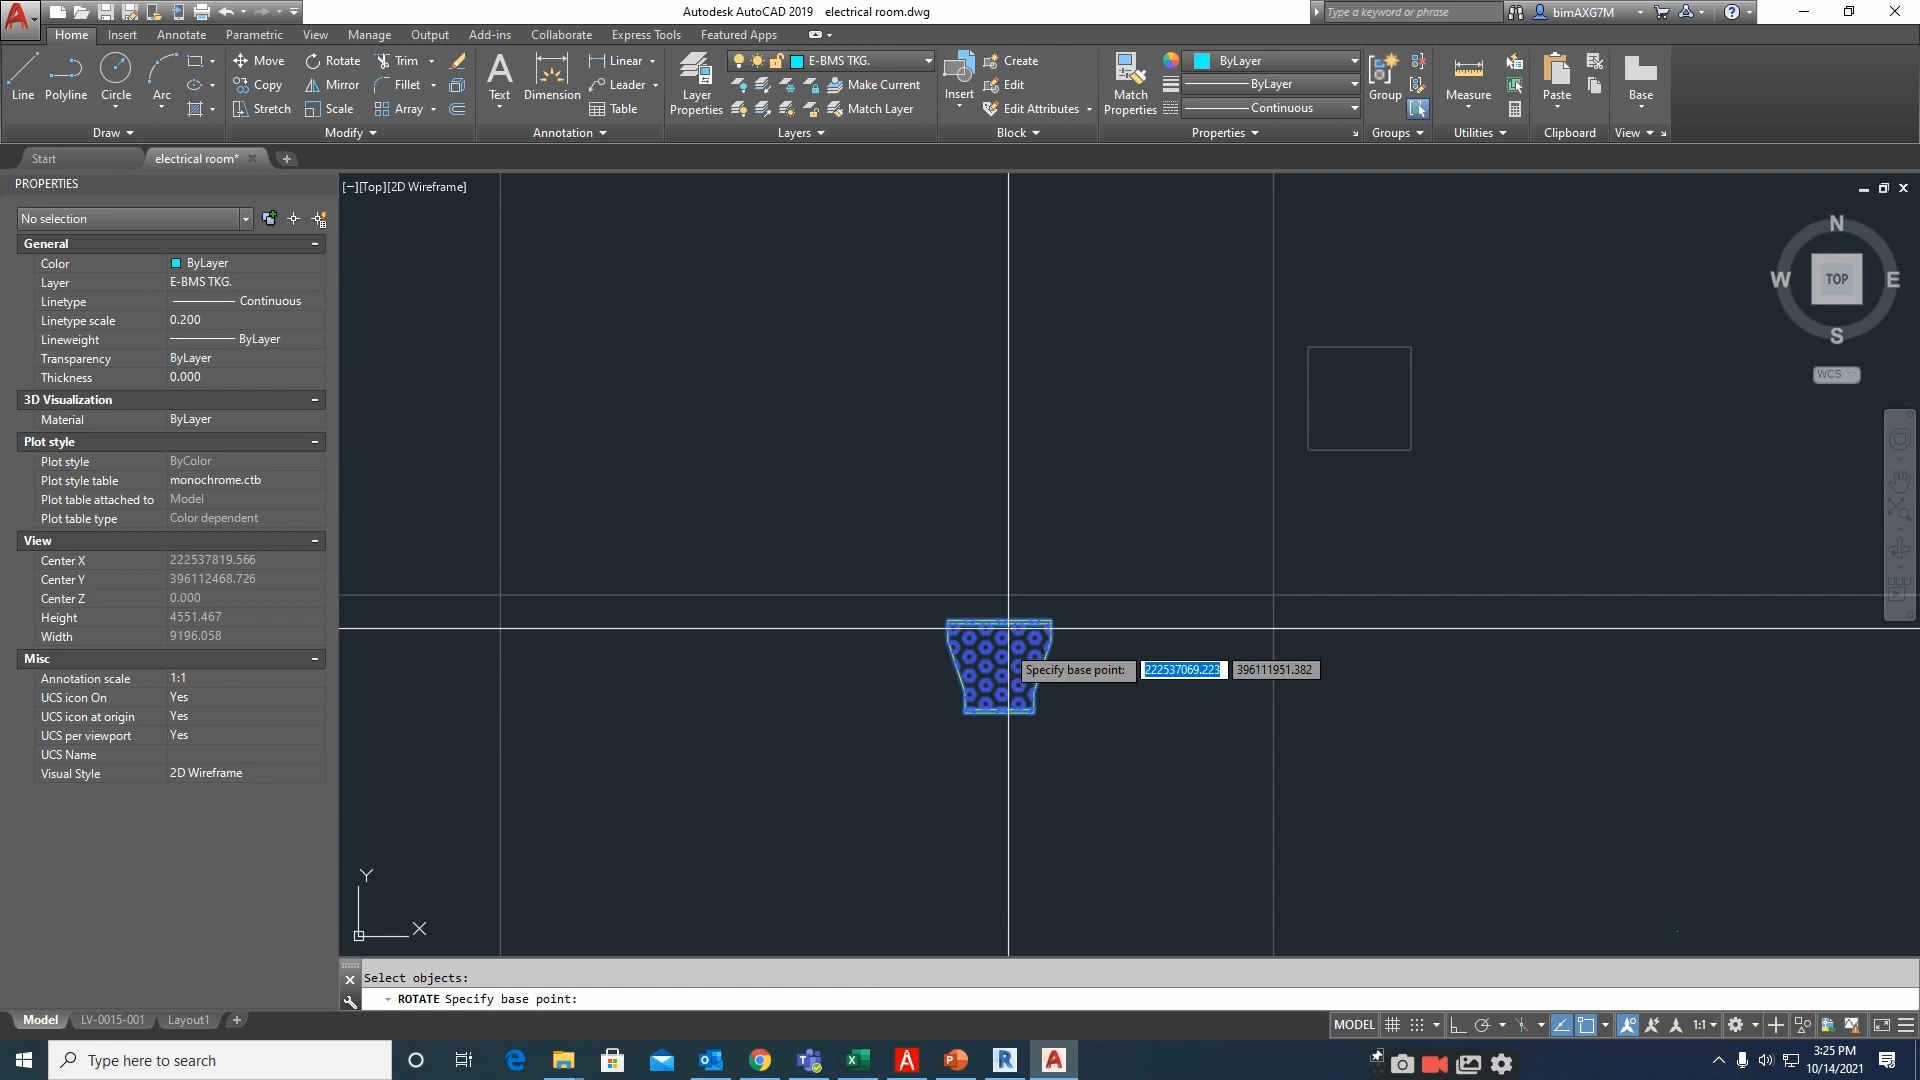 Autodesk AutoCAD 2019 electrical room.dwg
Type a keyword or phrase
bimAXG7M
Home Insert Annotate Parametric View Manage Output Add-ins Collaborate Express Tools Featured Apps
Line Polyline Circle Arc
Move Rotate Trim
Copy Mirror Fillet
Stretch Scale Array
Text Dimension
Linear
Leader
Table
Layer Properties
E-BMS TKG.
Make Current
Match Layer
Insert
Create
Edit
Edit Attributes
Match Properties
ByLayer
ByLayer
Continuous
Group
Measure
Paste
Base
Draw Modify Annotation Layers Block Properties Groups Utilities Clipboard View
Start electrical room*
PROPERTIES
No selection
General
Color ByLayer
Layer E-BMS TKG.
Linetype Continuous
Linetype scale 0.200
Lineweight ByLayer
Transparency ByLayer
Thickness 0.000
3D Visualization
Material ByLayer
Plot style
Plot style ByColor
Plot style table monochrome.ctb
Plot table attached to Model
Plot table type Color dependent
View
Center X 222537819.566
Center Y 396112468.726
Center Z 0.000
Height 4551.467
Width 9196.058
Misc
Annotation scale 1:1
UCS icon On Yes
UCS icon at origin Yes
UCS per viewport Yes
UCS Name
Visual Style 2D Wireframe
[−][Top][2D Wireframe]
N
W TOP E
S
WCS
Specify base point: 222537069.223 396111951.382
Y
X
Select objects:
ROTATE Specify base point:
Model LV-0015-001 Layout1 +
MODEL 1:1
Type here to search
3:25 PM
10/14/2021